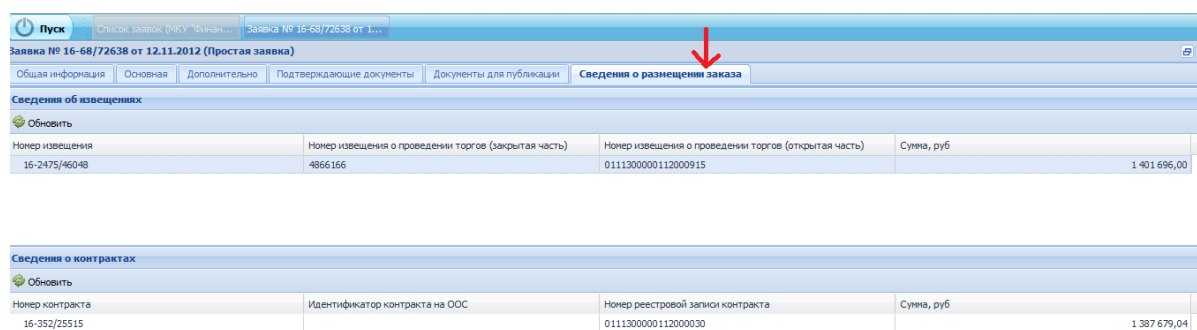 Пуск Список заявок (МКУ "Финан... Заявка № 16-68/72638 от 1...
Заявка № 16-68/72638 от 12.11.2012 (Простая заявка)
Общая информация Основная Дополнительно Подтверждающие документы Документы для публикации Сведения о размещении заказа
Сведения об извещениях
Обновить
Номер извещения Номер извещения о проведении торгов (закрытая часть) Номер извещения о проведении торгов (открытая часть) Сумма, руб
16-2475/46048 4866166 0111300000112000915 1 401 696,00
Сведения о контрактах
Обновить
Номер контракта Идентификатор контракта на ООС Номер реестровой записи контракта Сумма, руб
16-352/25515 0111300000112000030 1 387 679,04